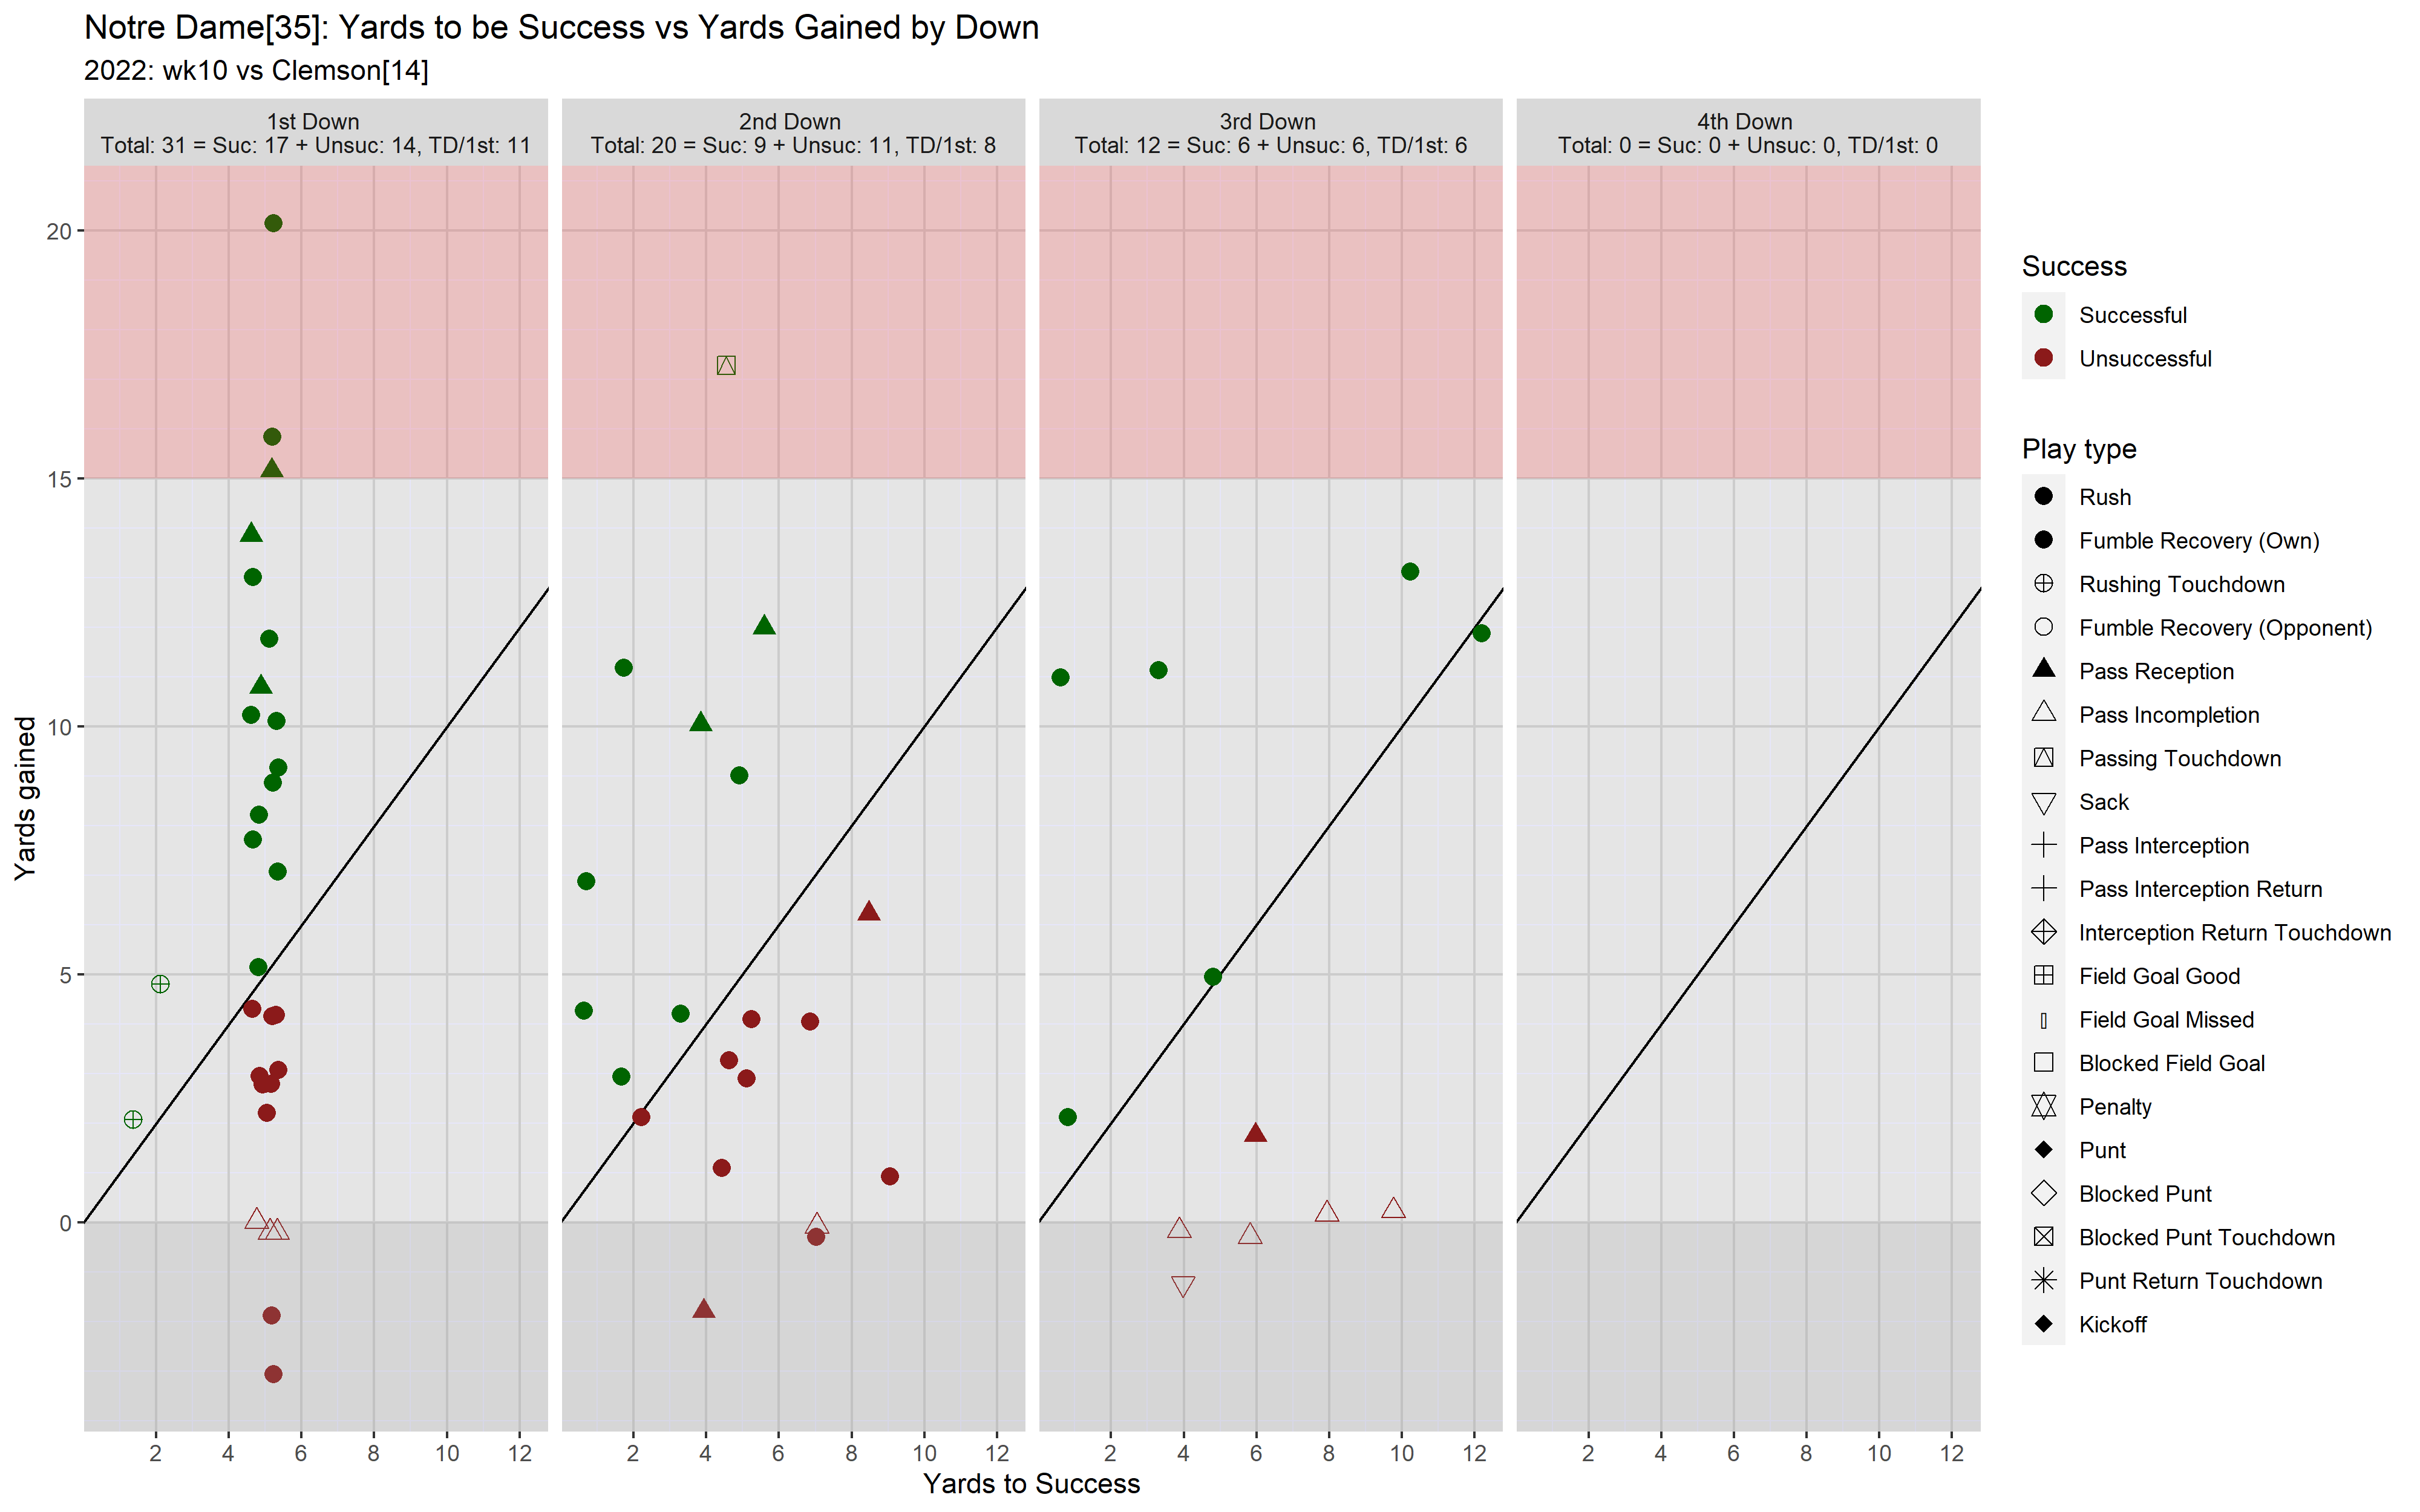 Notre Dame[35]: Yards to be Success vs Yards Gained by Down
2022: wk10 vs Clemson[14]
1st Down
Total: 31 = Suc: 17 + Unsuc: 14, TD/1st: 11
2nd Down
Total: 20 = Suc: 9 + Unsuc: 11, TD/1st: 8
3rd Down
Total: 12 = Suc: 6 + Unsuc: 6, TD/1st: 6
4th Down
Total: 0 = Suc: 0 + Unsuc: 0, TD/1st: 0
Yards gained
20
15
10
5
0
2 4 6 8 10 12
2 4 6 8 10 12
2 4 6 8 10 12
2 4 6 8 10 12
Yards to Success
Success
Successful
Unsuccessful
Play type
Rush
Fumble Recovery (Own)
Rushing Touchdown
Fumble Recovery (Opponent)
Pass Reception
Pass Incompletion
Passing Touchdown
Sack
Pass Interception
Pass Interception Return
Interception Return Touchdown
Field Goal Good
Field Goal Missed
Blocked Field Goal
Penalty
Punt
Blocked Punt
Blocked Punt Touchdown
Punt Return Touchdown
Kickoff